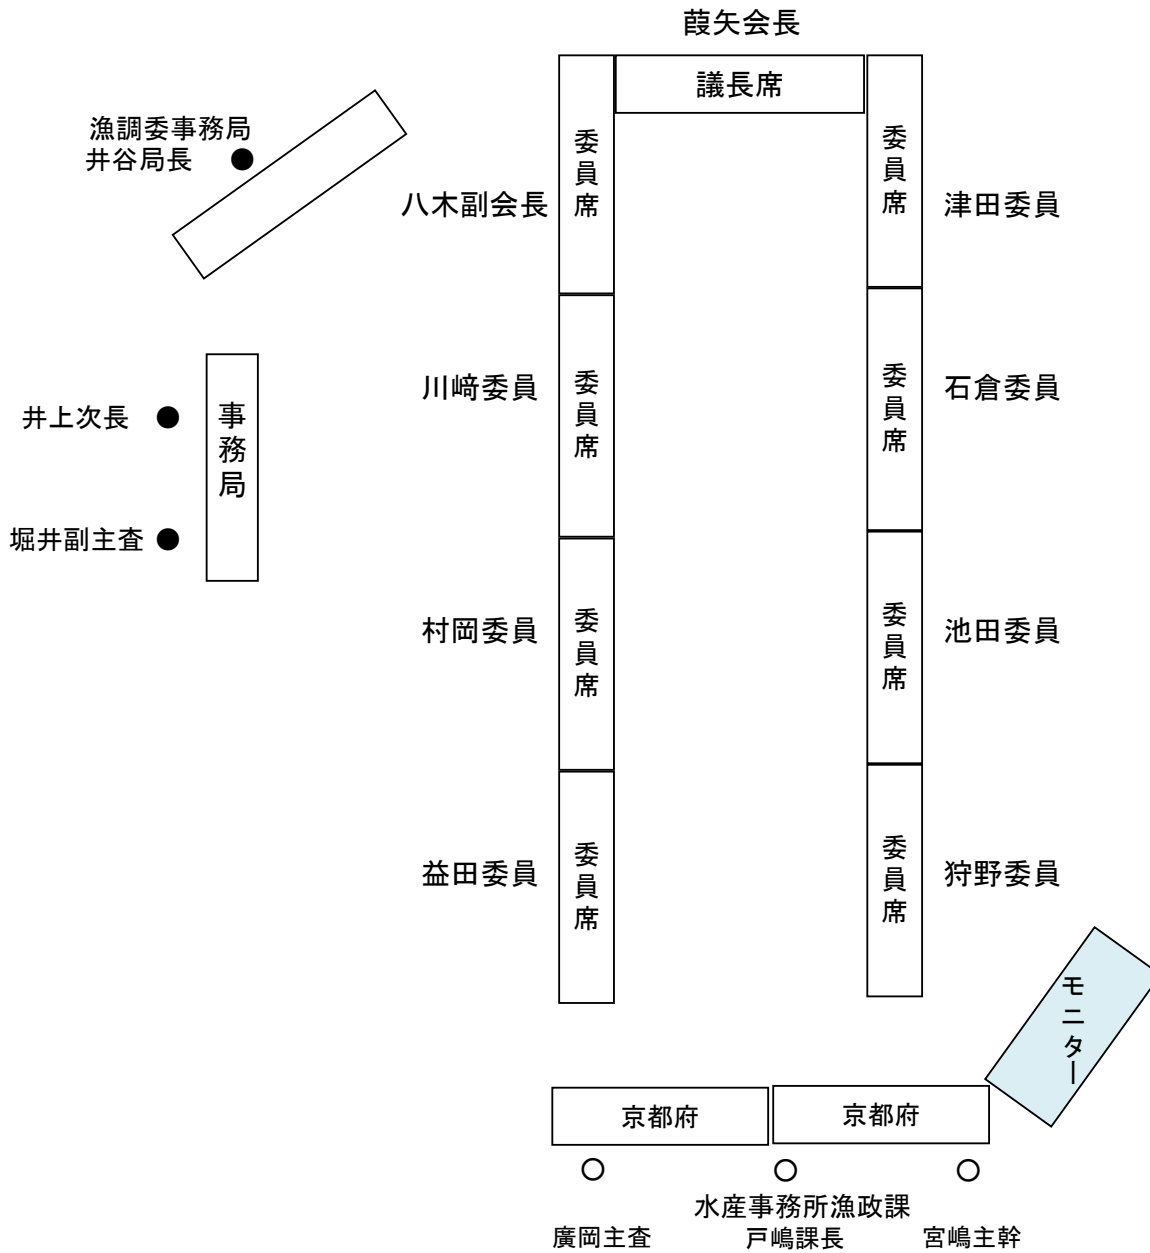 葭矢会長
議長席
漁調委事務局
井谷局長
八木副会長
委員席
委員席
津田委員
川﨑委員
委員席
委員席
石倉委員
井上次長
事務局
堀井副主査
村岡委員
委員席
委員席
池田委員
益田委員
委員席
委員席
狩野委員
モニター
京都府
京都府
水産事務所漁政課
廣岡主査
戸嶋課長
宮嶋主幹